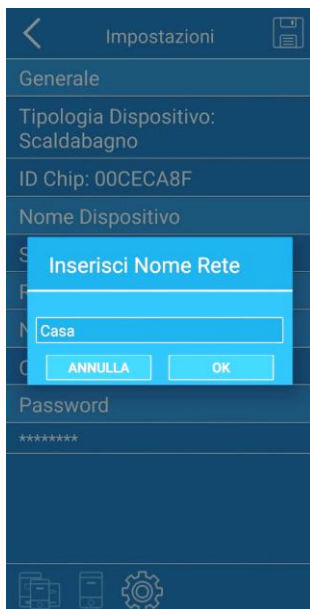 Impostazioni
Generale
Tipologia Dispositivo:
Scaldabagno
ID Chip: 00CECA8F
Nome Dispositivo
S
Inserisci Nome Rete
R
N
Casa
C
ANNULLA OK
Password
********